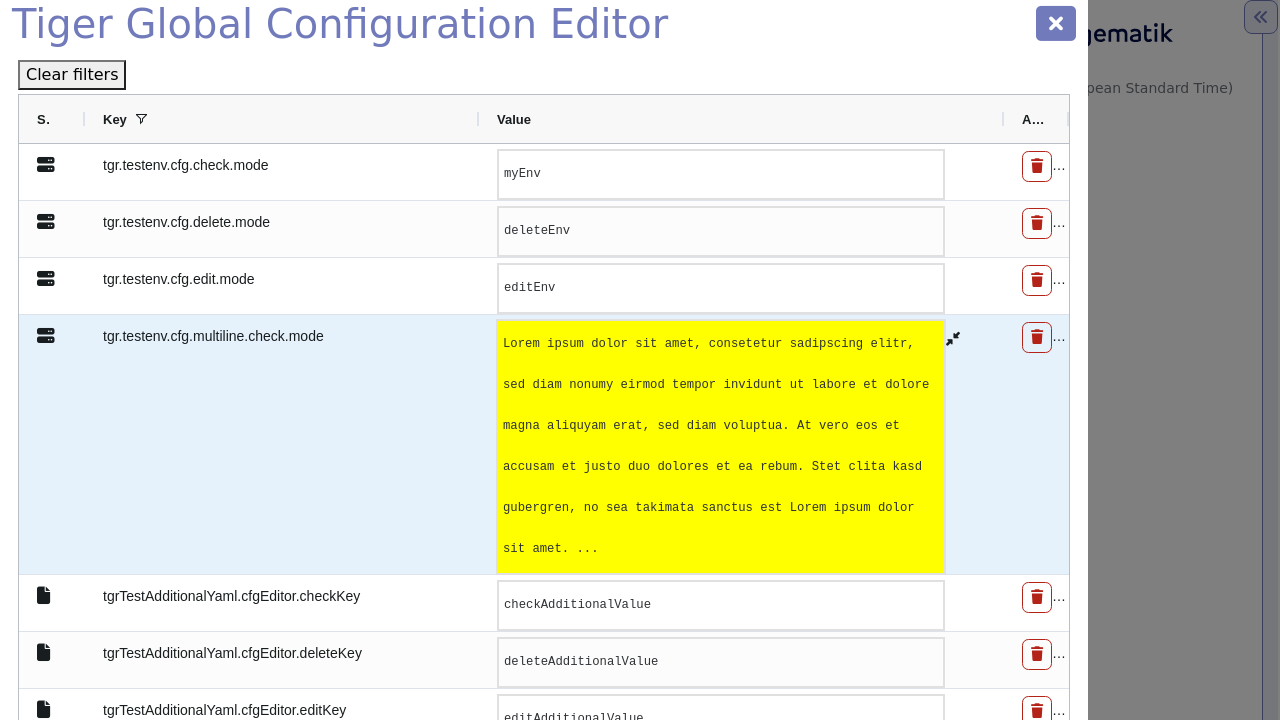 Tiger Global Configuration Editor
gematik
pean Standard Time)
Clear filters
S.
Key
Value
A…
tgr.testenv.cfg.check.mode
myEnv
…
tgr.testenv.cfg.delete.mode
deleteEnv
…
tgr.testenv.cfg.edit.mode
editEnv
…
tgr.testenv.cfg.multiline.check.mode
Lorem ipsum dolor sit amet, consetetur sadipscing elitr,
sed diam nonumy eirmod tempor invidunt ut labore et dolore
magna aliquyam erat, sed diam voluptua. At vero eos et
accusam et justo duo dolores et ea rebum. Stet clita kasd
gubergren, no sea takimata sanctus est Lorem ipsum dolor
sit amet. ...
…
tgrTestAdditionalYaml.cfgEditor.checkKey
checkAdditionalValue
…
tgrTestAdditionalYaml.cfgEditor.deleteKey
deleteAdditionalValue
…
tgrTestAdditionalYaml.cfgEditor.editKey
editAdditionalValue
…